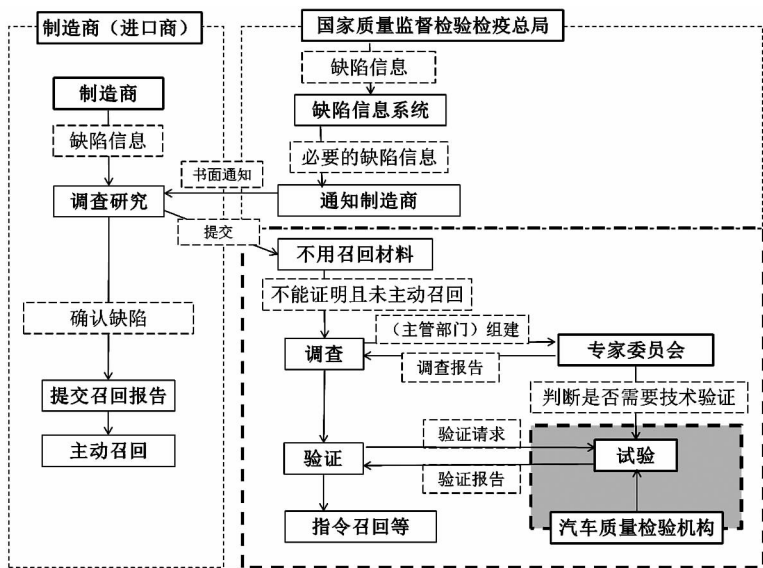 制造商（进口商）
制造商
缺陷信息
调查研究
确认缺陷
提交召回报告
主动召回
国家质量监督检验检疫总局
缺陷信息
缺陷信息系统
必要的缺陷信息
书面通知
通知制造商
提交
不用召回材料
不能证明且未主动召回
调查
（主管部门）组建
调查报告
专家委员会
判断是否需要技术验证
验证
验证请求
验证报告
试验
指令召回等
汽车质量检验机构